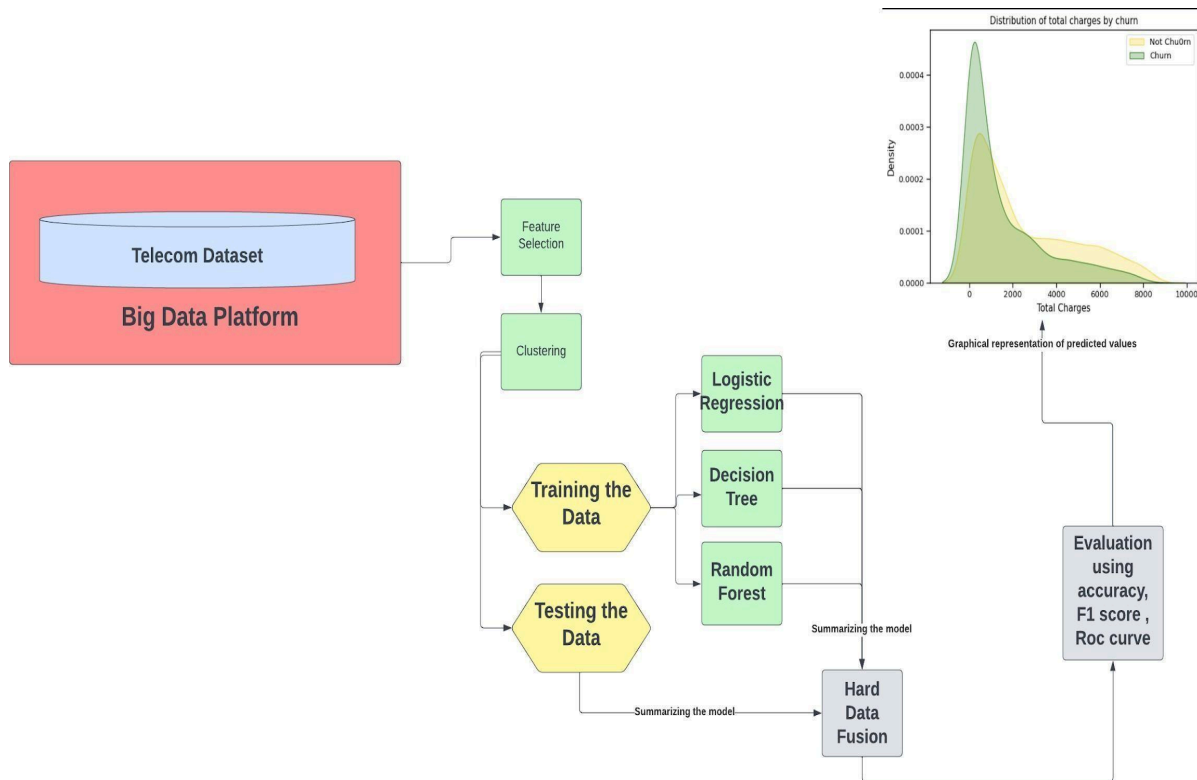 Distribution of total charges by churn
Not Chu0rn
Churn
0.0004
0.0003
0.0002
0.0001
0.0000
Density
0
2000
4000
6000
8000
10000
Total Charges
Graphical representation of predicted values
Telecom Dataset
Big Data Platform
Feature
Selection
Clustering
Logistic
Regression
Decision
Tree
Random
Forest
Training the
Data
Testing the
Data
Summarizing the model
Summarizing the model
Hard
Data
Fusion
Evaluation
using
accuracy,
F1 score ,
Roc curve